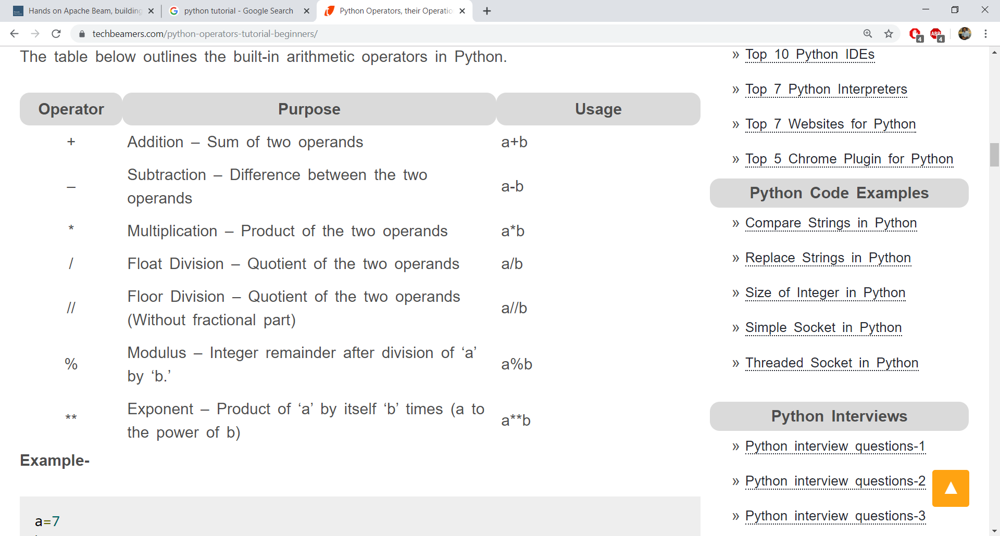 Hands on Apache Beam, building
python tutorial - Google Search
Python Operators, their Operatio
techbeamers.com/python-operators-tutorial-beginners/
4
ABP
4
The table below outlines the built-in arithmetic operators in Python.
Operator Purpose Usage
+ Addition – Sum of two operands a+b
– Subtraction – Difference between the two a-b
operands
* Multiplication – Product of the two operands a*b
/ Float Division – Quotient of the two operands a/b
// Floor Division – Quotient of the two operands a//b
(Without fractional part)
% Modulus – Integer remainder after division of ‘a’ a%b
by ‘b.’
** Exponent – Product of ‘a’ by itself ‘b’ times (a to a**b
the power of b)
Example-
a=7
» Top 10 Python IDEs
» Top 7 Python Interpreters
» Top 7 Websites for Python
» Top 5 Chrome Plugin for Python
Python Code Examples
» Compare Strings in Python
» Replace Strings in Python
» Size of Integer in Python
» Simple Socket in Python
» Threaded Socket in Python
Python Interviews
» Python interview questions-1
» Python interview questions-2
» Python interview questions-3